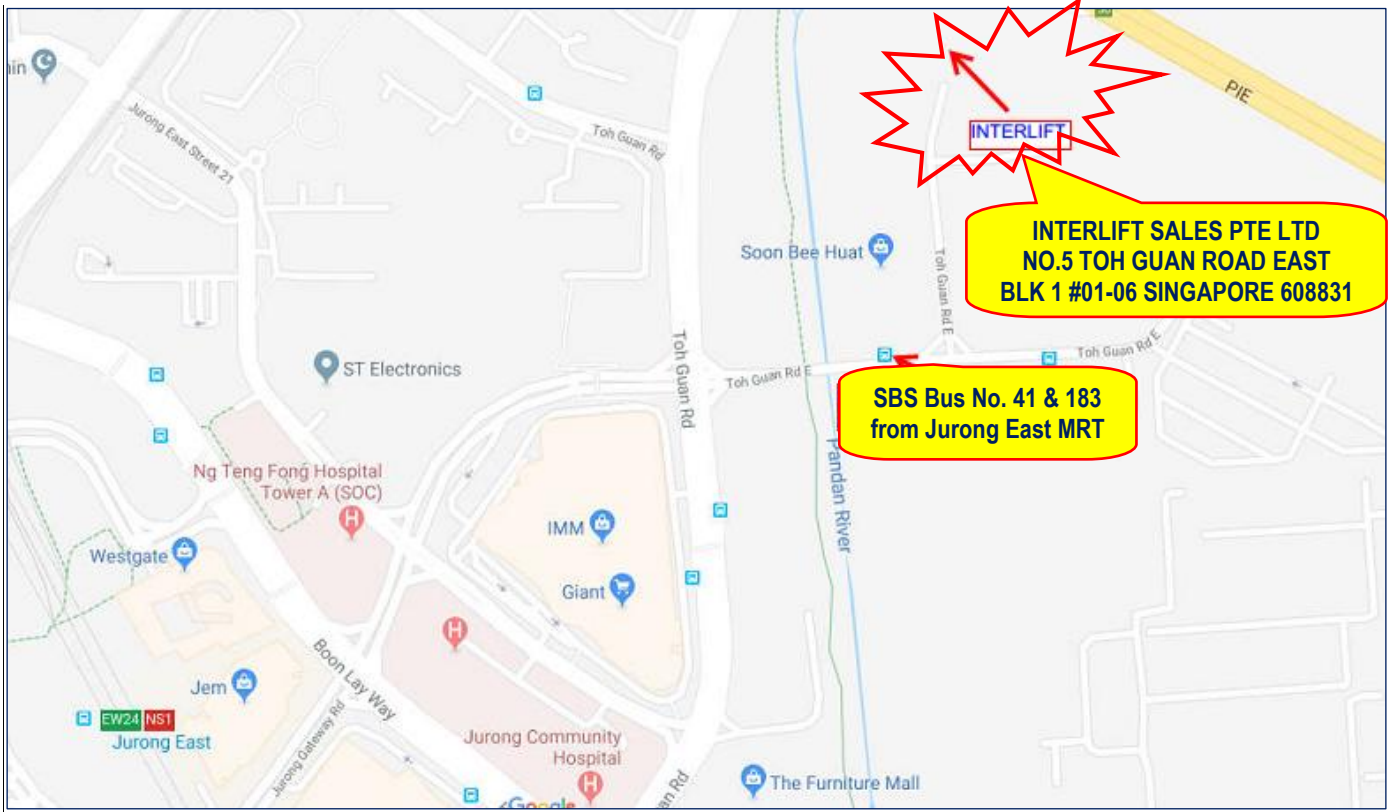 in
PIE
Jurong East Street 21
Toh Guan Rd
INTERLIFT
INTERLIFT SALES PTE LTD
NO.5 TOH GUAN ROAD EAST
BLK 1 #01-06 SINGAPORE 608831
Soon Bee Huat
Toh Guan Rd E
Toh Guan Rd
ST Electronics
Toh Guan Rd E
Toh Guan Rd E
SBS Bus No. 41 & 183
from Jurong East MRT
Pandan River
Ng Teng Fong Hospital
Tower A (SOC)
H
IMM
Westgate
Giant
H
Boon Lay Way
Jem
EW24 NS1
Jurong East
Jurong Gateway Rd
Jurong Community
Hospital
H
an Rd
The Furniture Mall
Google